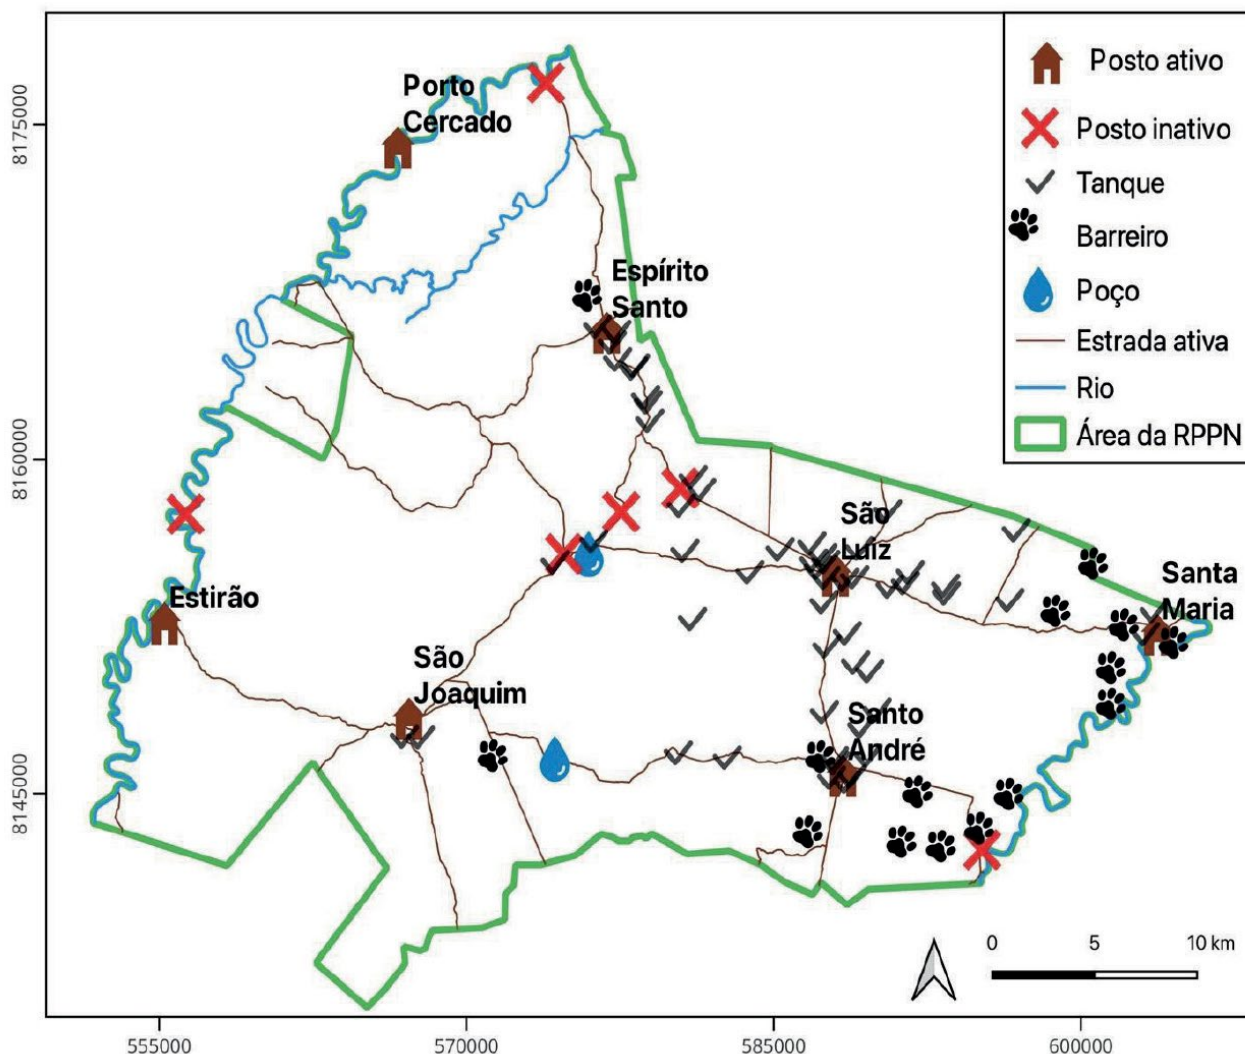 Porto
Cercado
Espírito
Santo
São
Luiz
Santa
Maria
Estirão
São
Joaquim
Santo
André
Posto ativo
Posto inativo
Tanque
Barreiro
Poço
Estrada ativa
Rio
Área da RPPN
8175000
8160000
8145000
0 5 10 km
555000 570000 585000 600000